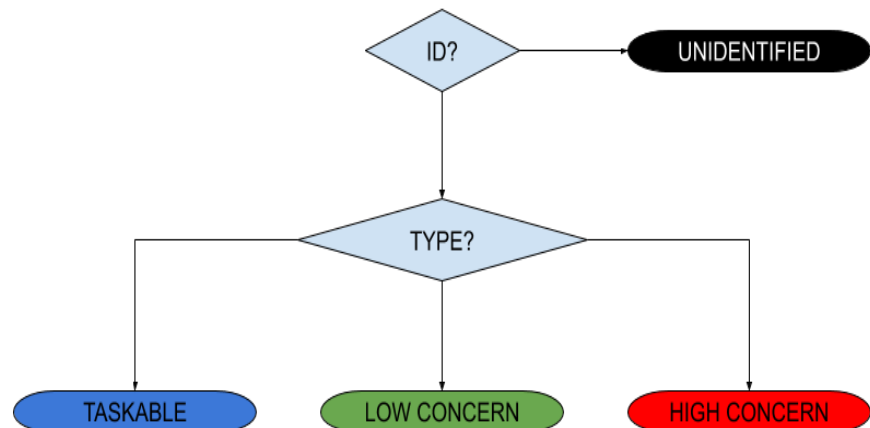 ID?
UNIDENTIFIED
TYPE?
TASKABLE
LOW CONCERN
HIGH CONCERN